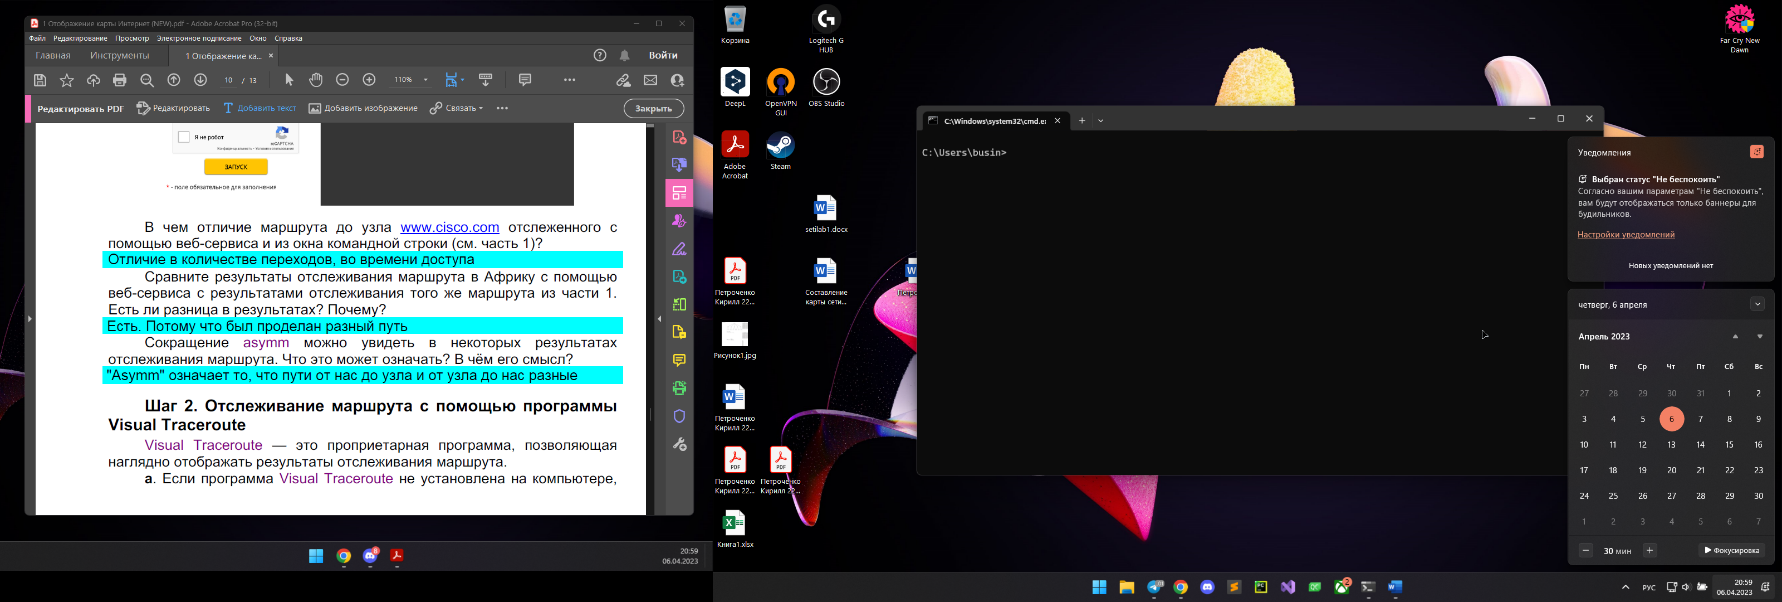 1 Отображение карты Интернет (NEW).pdf - Adobe Acrobat Pro (32-bit)
Файл Редактирование Просмотр Электронное подписание Окно Справка
Главная Инструменты 1 Отображение ка... × Войти
10 / 13 110%
Редактировать PDF Редактировать Добавить текст Добавить изображение Связать Закрыть
Я не робот
reCAPTCHA
ЗАПУСК
* - поле обязательное для заполнения
В чем отличие маршрута до узла www.cisco.com отслеженного с
помощью веб-сервиса и из окна командной строки (см. часть 1)?
Отличие в количестве переходов, во времени доступа
Сравните результаты отслеживания маршрута в Африку с помощью
веб-сервиса с результатами отслеживания того же маршрута из части 1.
Есть ли разница в результатах? Почему?
Есть. Потому что был проделан разный путь
Сокращение asymm можно увидеть в некоторых результатах
отслеживания маршрута. Что это может означать? В чём его смысл?
"Asymm" означает то, что пути от нас до узла и от узла до нас разные
Шаг 2. Отслеживание маршрута с помощью программы
Visual Traceroute
Visual Traceroute — это проприетарная программа, позволяющая
наглядно отображать результаты отслеживания маршрута.
а. Если программа Visual Traceroute не установлена на компьютере,
20:59
06.04.2023
Корзина
Logitech G
HUB
DeepL
OpenVPN
GUI
OBS Studio
Adobe
Acrobat
Steam
setilab1.docx
Петроченко
Кирилл 22...
Составление
карты сети...
Рисунок1.jpg
Петроченко
Кирилл 22...
Петроченко
Кирилл 22...
Петроченко
Кирилл 22...
Книга1.xlsx
Far Cry New
Dawn
C:\Windows\system32\cmd.e
C:\Users\busin>
Уведомления
Выбран статус "Не беспокоить"
Согласно вашим параметрам "Не беспокоить",
вам будут отображаться только баннеры для
будильников.
Настройки уведомлений
Новых уведомлений нет
четверг, 6 апреля
Апрель 2023
Пн Вт Ср Чт Пт Сб Вс
27 28 29 30 31 1 2
3 4 5 6 7 8 9
10 11 12 13 14 15 16
17 18 19 20 21 22 23
24 25 26 27 28 29 30
1 2 3 4 5 6 7
30 мин Фокусировка
РУС
20:59
06.04.2023